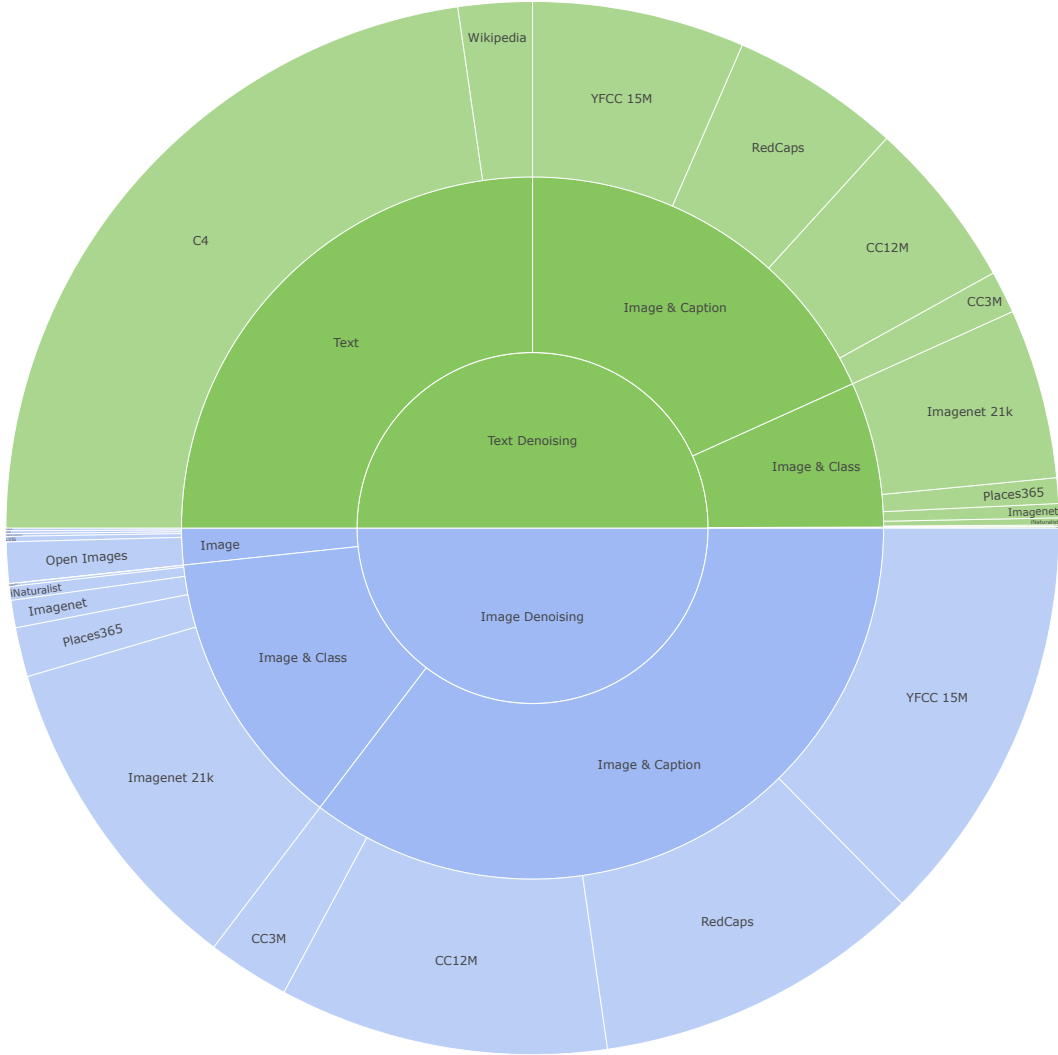 Wikipedia
YFCC 15M
RedCaps
C4
CC12M
Image & Caption
CC3M
Text
Imagenet 21k
Text Denoising
Image & Class
Places365
Imagenet
iNaturalist
Image
Open Images
iNaturalist
Imagenet
Places365
Image Denoising
Image & Class
YFCC 15M
Image & Caption
Imagenet 21k
RedCaps
CC3M
CC12M